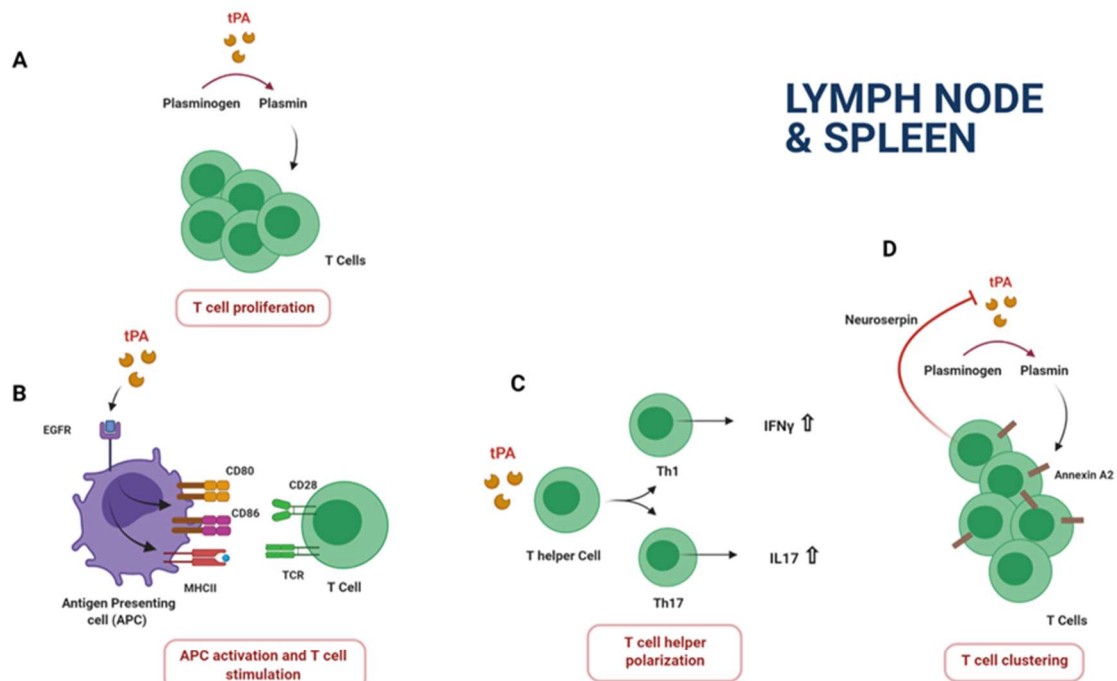 LYMPH NODE
& SPLEEN
A
tPA
Plasminogen Plasmin
T Cells
T cell proliferation
B
tPA
EGFR
CD80
CD86
MHCII
CD28
TCR
T Cell
Antigen Presenting
cell (APC)
APC activation and T cell
stimulation
C
tPA
T helper Cell
Th1
IFNγ ⇧
Th17
IL17 ⇧
T cell helper
polarization
D
tPA
Neuroserpin
Plasminogen Plasmin
Annexin A2
T Cells
T cell clustering